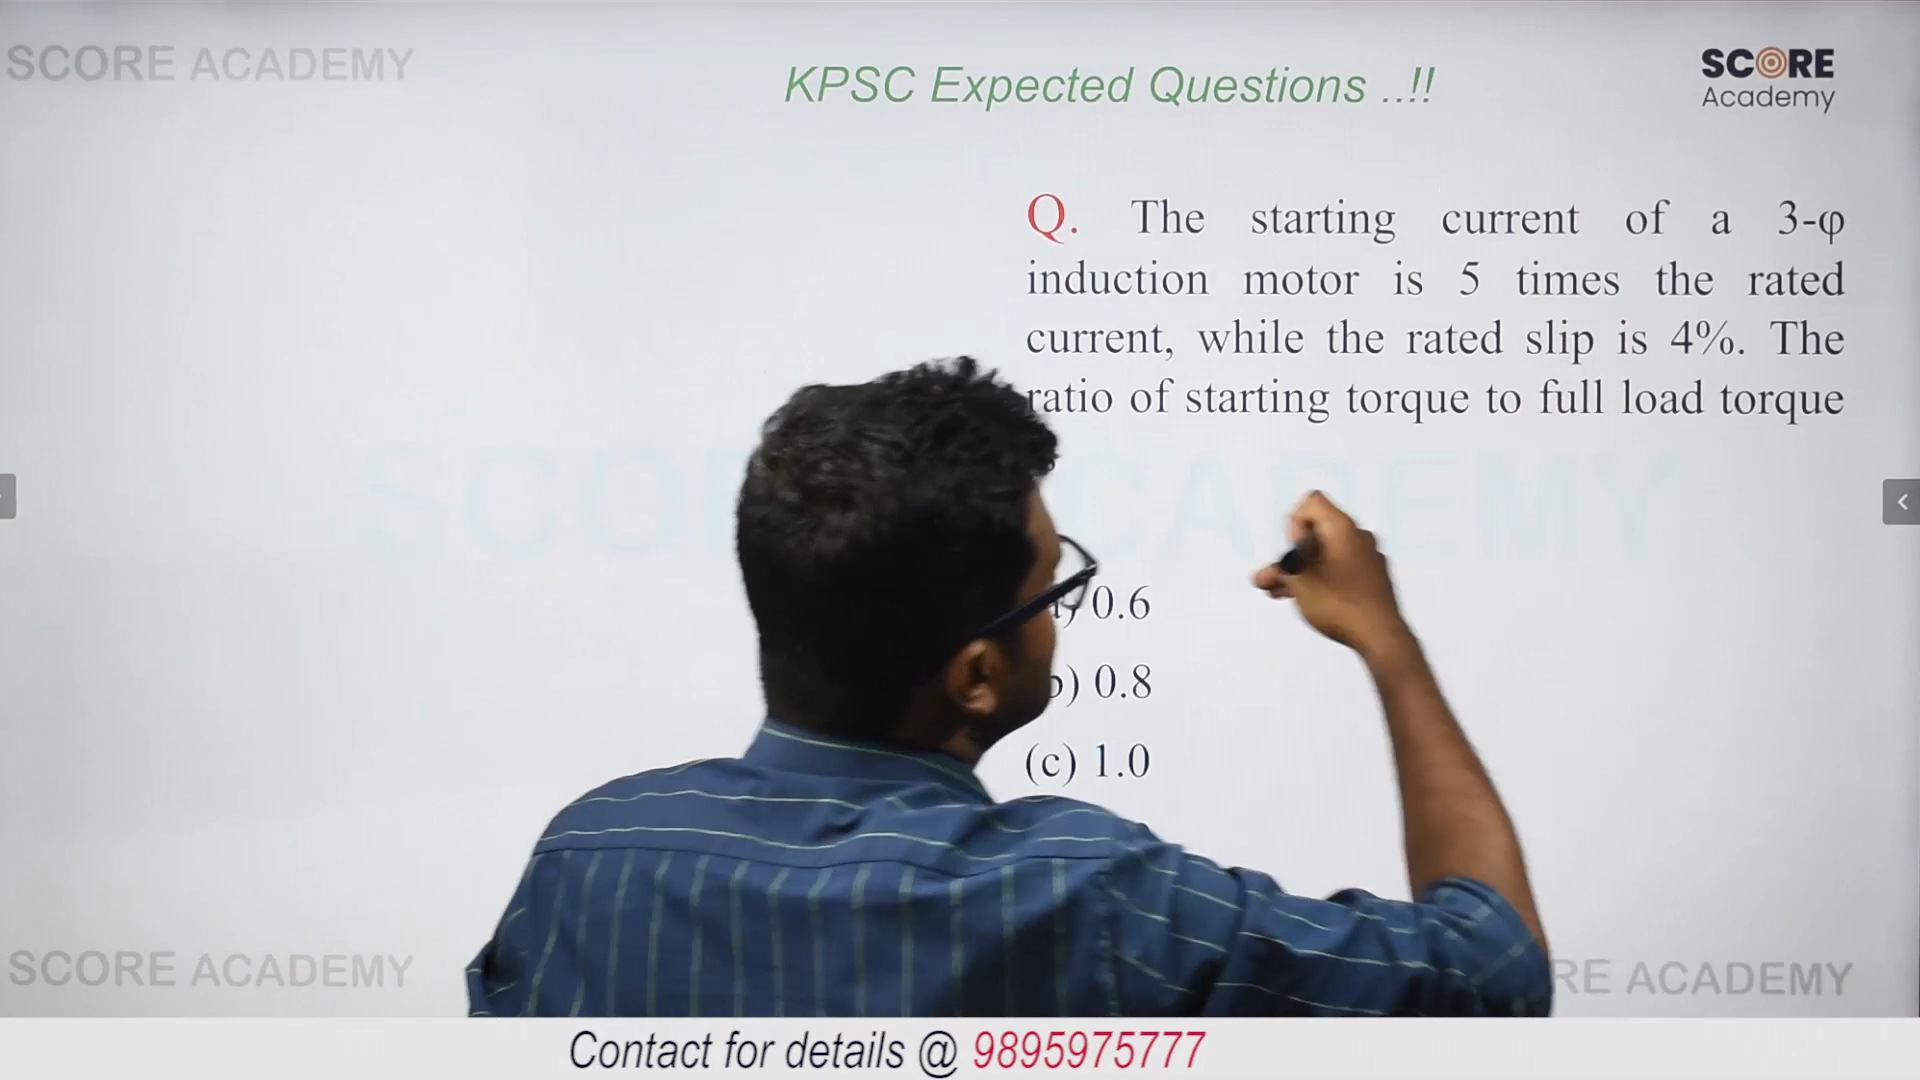 SCORE ACADEMY
KPSC Expected Questions ..!!
SCORE
Academy
Q. The starting current of a 3-φ
induction motor is 5 times the rated
current, while the rated slip is 4%. The
ratio of starting torque to full load torque
SCORE ACADEMY
0.6
0.8
(c) 1.0
SCORE ACADEMY
ACADEMY
Contact for details @ 9895975777